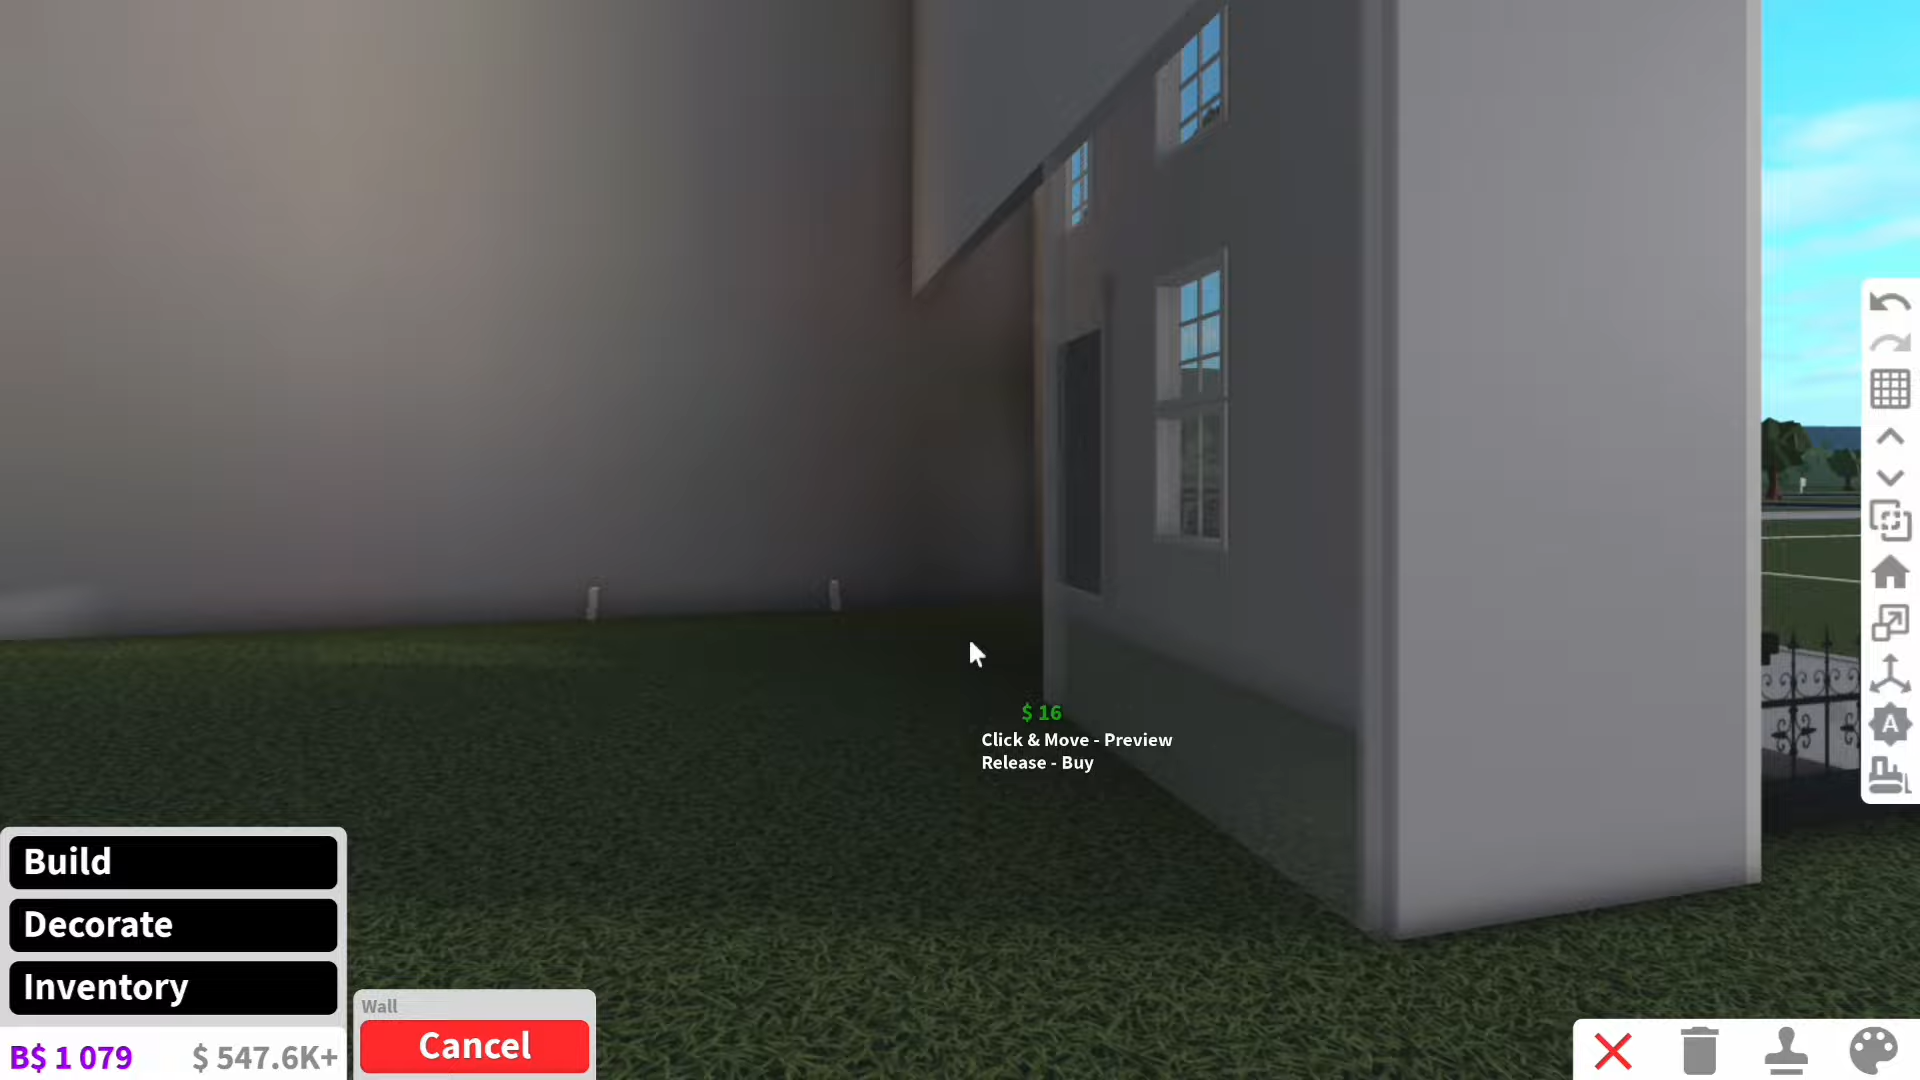 $ 16
Click & Move - Preview
Release - Buy
A
Build
Decorate
Inventory
Wall
Cancel
B$ 1 079
$ 547.6K+